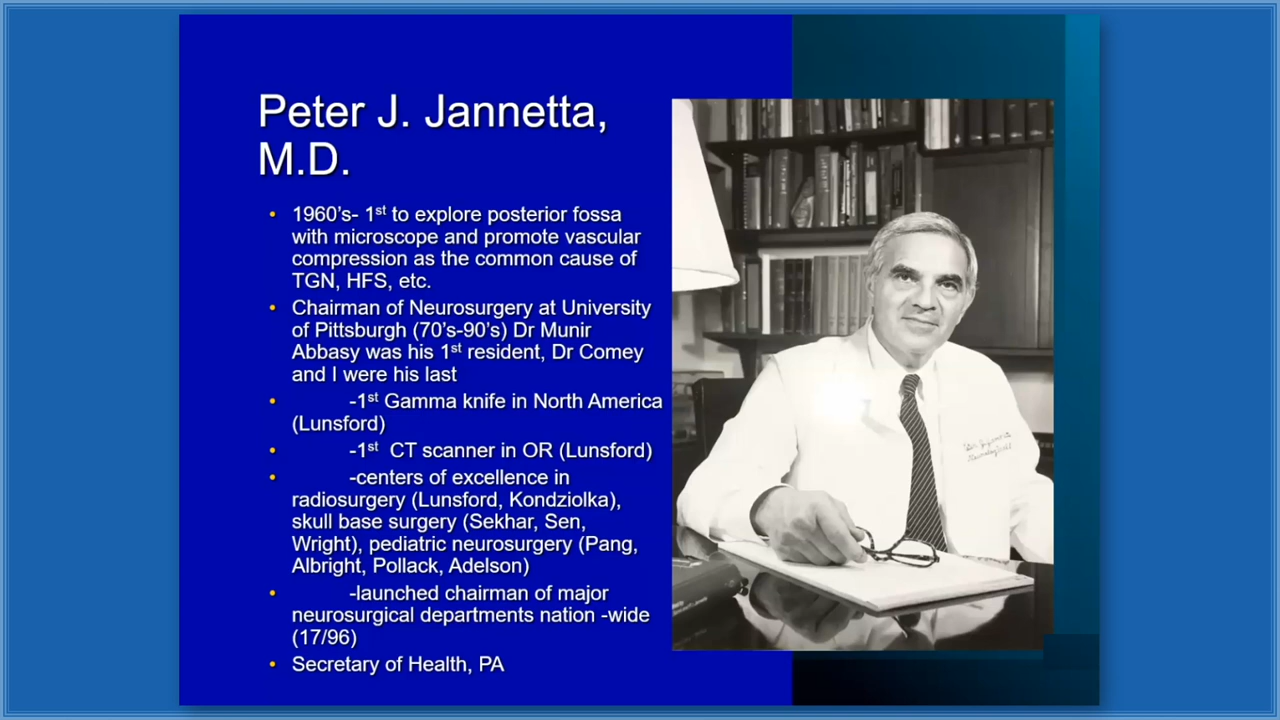 Peter J. Jannetta,
M.D.
• 1960's- 1st to explore posterior fossa
with microscope and promote vascular
compression as the common cause of
TGN, HFS, etc.
• Chairman of Neurosurgery at University
of Pittsburgh (70's-90's) Dr Munir
Abbasy was his 1st resident, Dr Comey
and I were his last
• -1st Gamma knife in North America
(Lunsford)
• -1st CT scanner in OR (Lunsford)
• -centers of excellence in
radiosurgery (Lunsford, Kondziolka),
skull base surgery (Sekhar, Sen,
Wright), pediatric neurosurgery (Pang,
Albright, Pollack, Adelson)
• -launched chairman of major
neurosurgical departments nation -wide
(17/96)
• Secretary of Health, PA